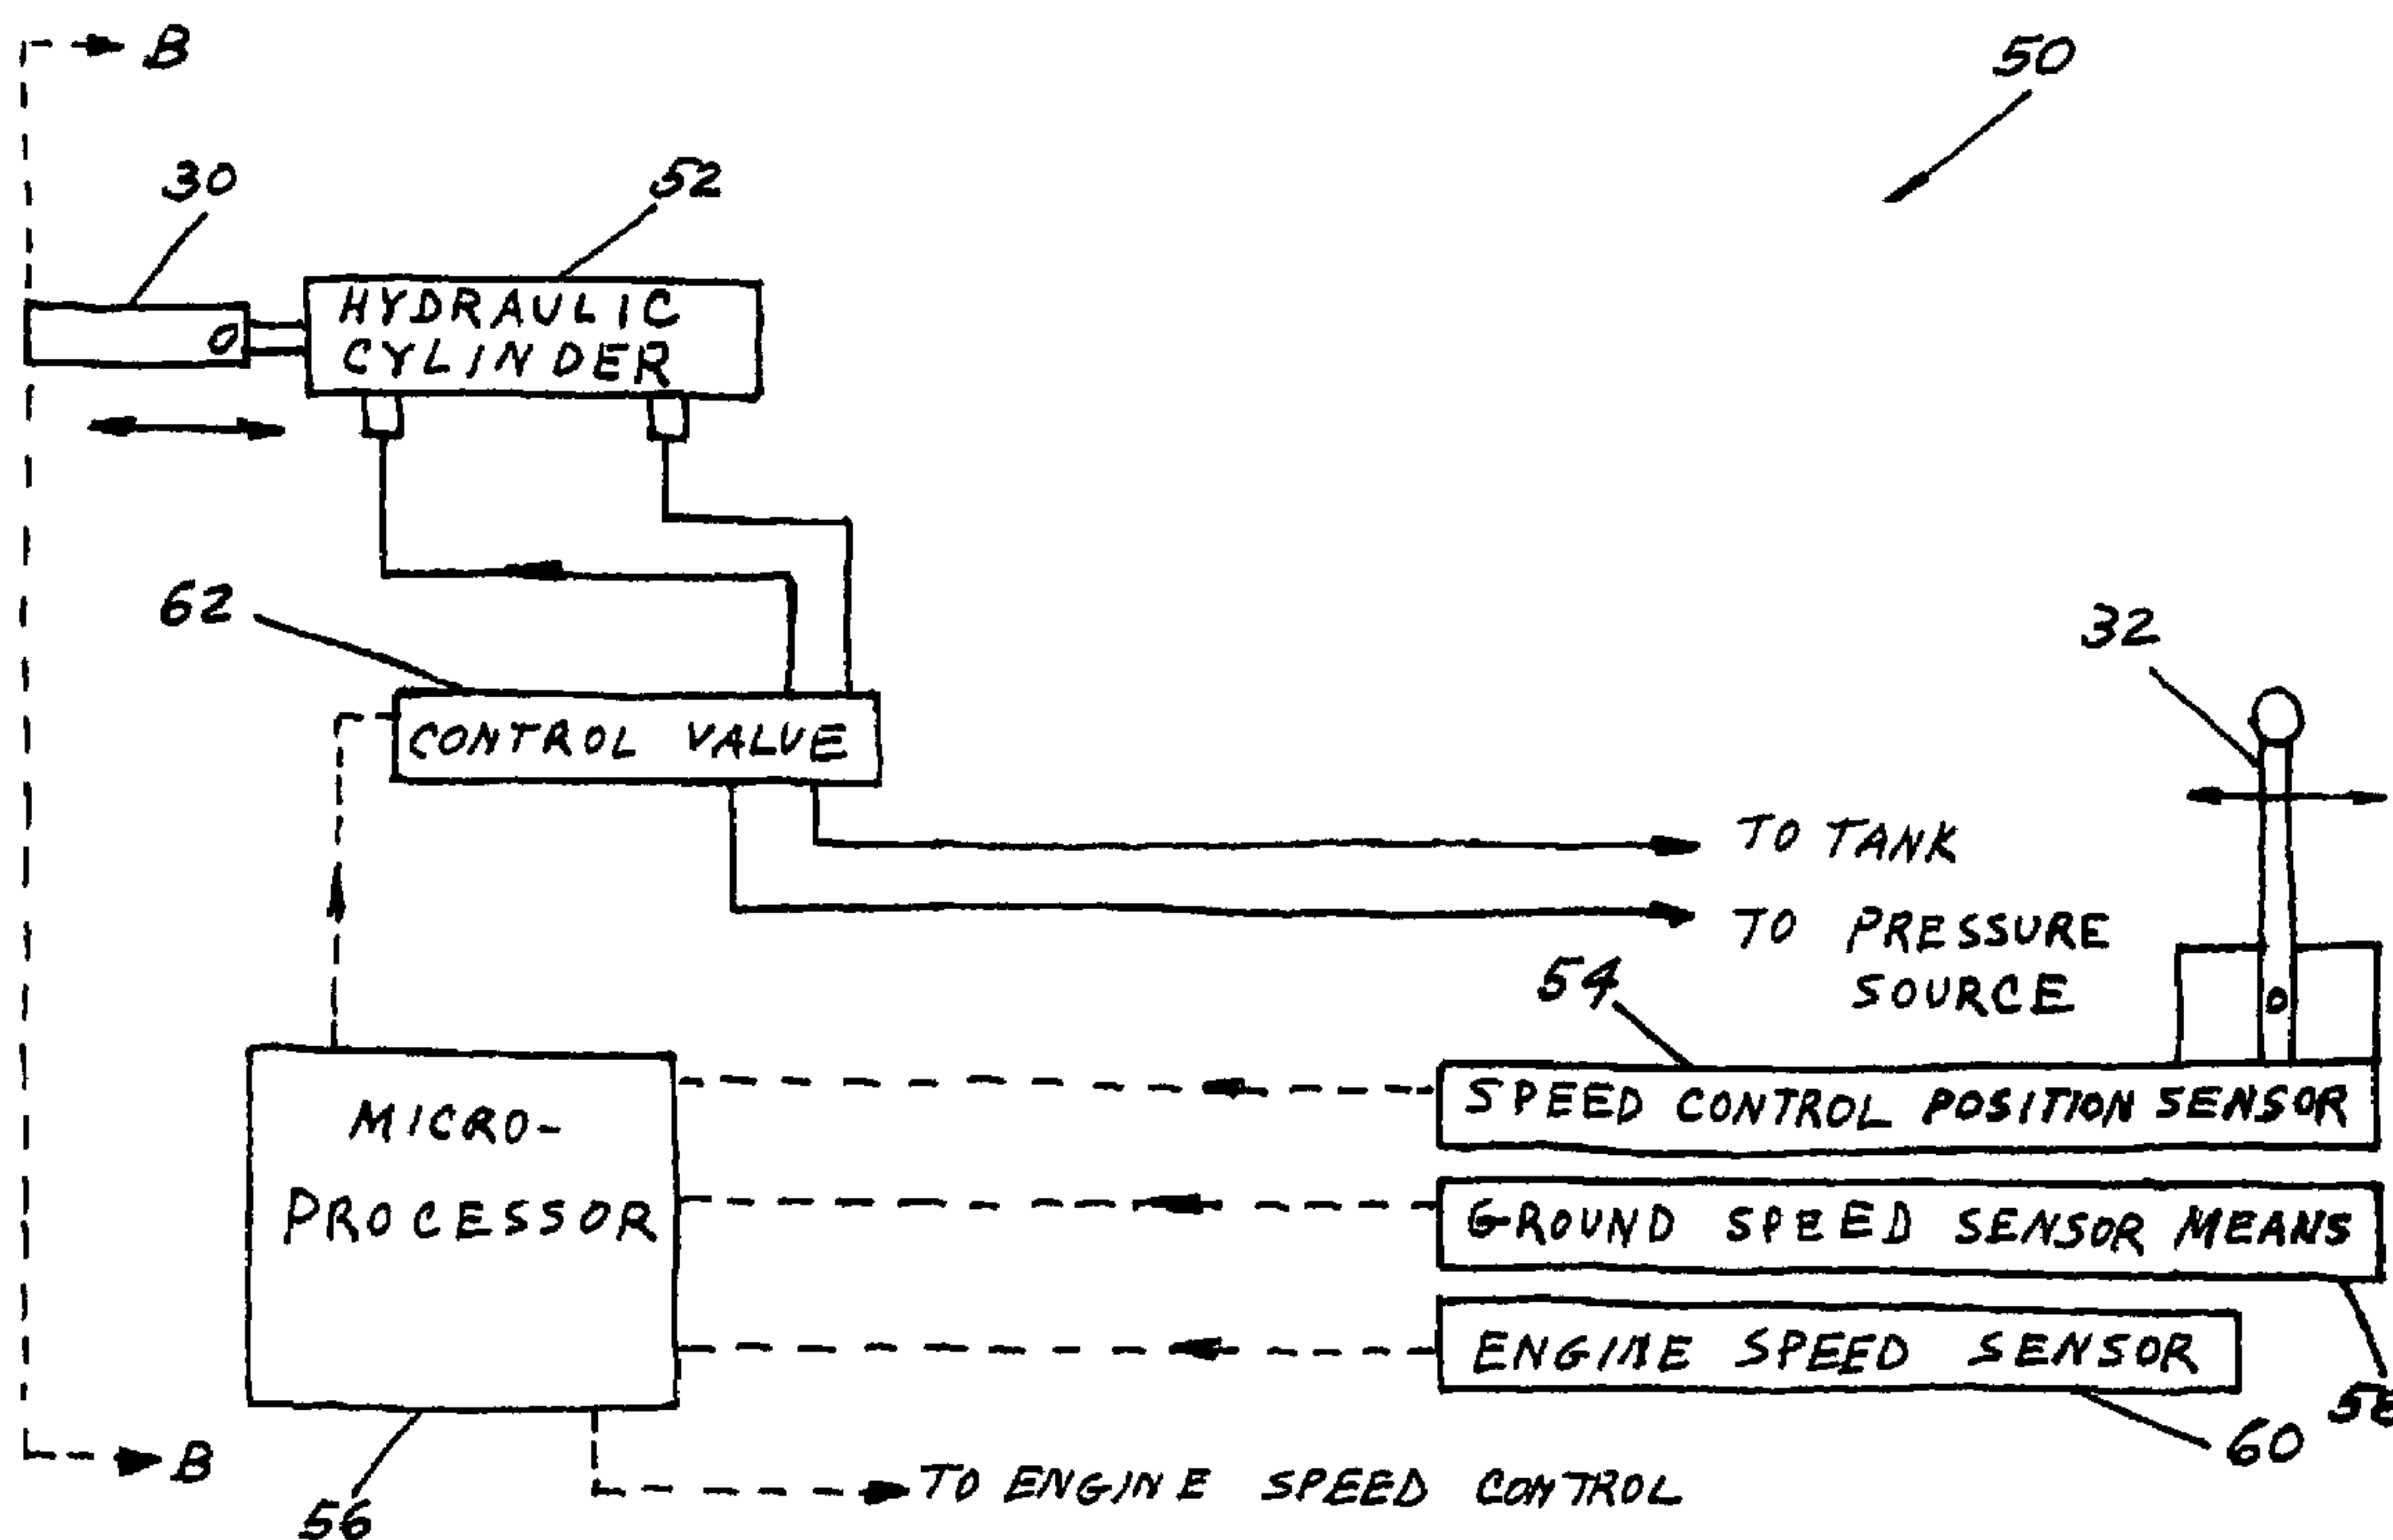 B
50
30
52
HYDRAULIC
CYLINDER
62
32
CONTROL VALUE
TO TANK
TO PRESSURE
SOURCE
54
SPEED CONTROL POSITION SENSOR
MICRO-
PROCESSOR
GROUND SPEED SENSOR MEANS
ENGINE SPEED SENSOR
60
B
TO ENGINE SPEED CONTROL
56